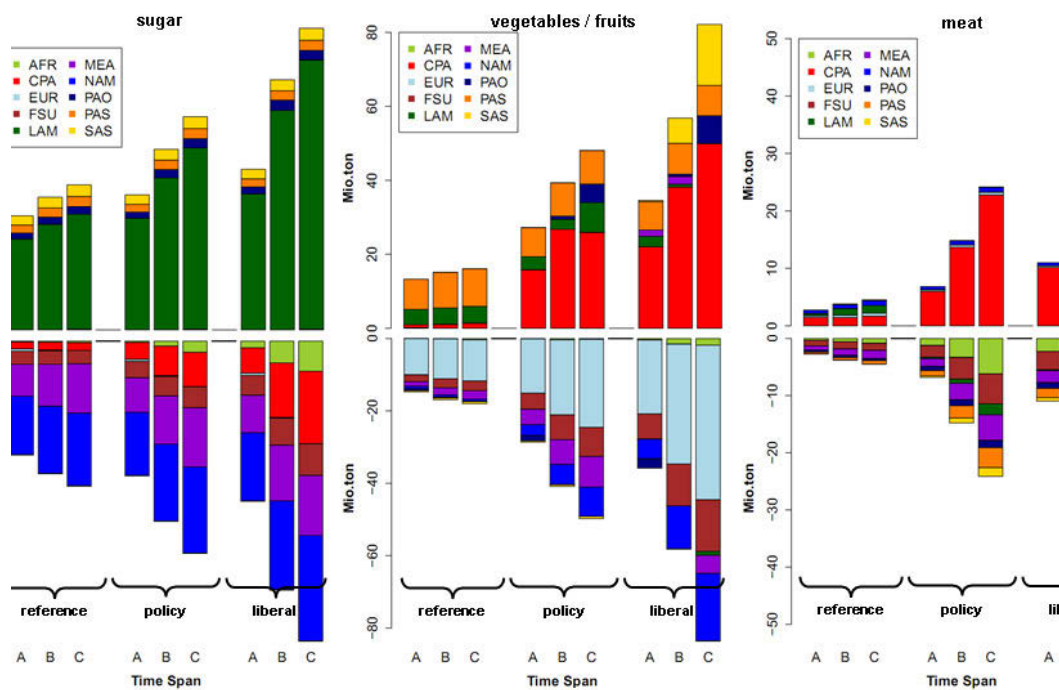 sugar
AFR MEA
CPA NAM
EUR PAO
FSU PAS
LAM SAS
reference policy liberal
A B C A B C A B C
Time Span
vegetables / fruits
Mio.ton
80
60
40
20
0
AFR MEA
CPA NAM
EUR PAO
FSU PAS
LAM SAS
Mio.ton
0
−20
−40
−60
−80
reference policy liberal
A B C A B C A B C
Time Span
meat
Mio.ton
50
40
30
20
10
0
AFR MEA
CPA NAM
EUR PAO
FSU PAS
LAM SAS
Mio.ton
0
−10
−20
−30
−40
−50
reference policy li
A B C A B C A
Time Span